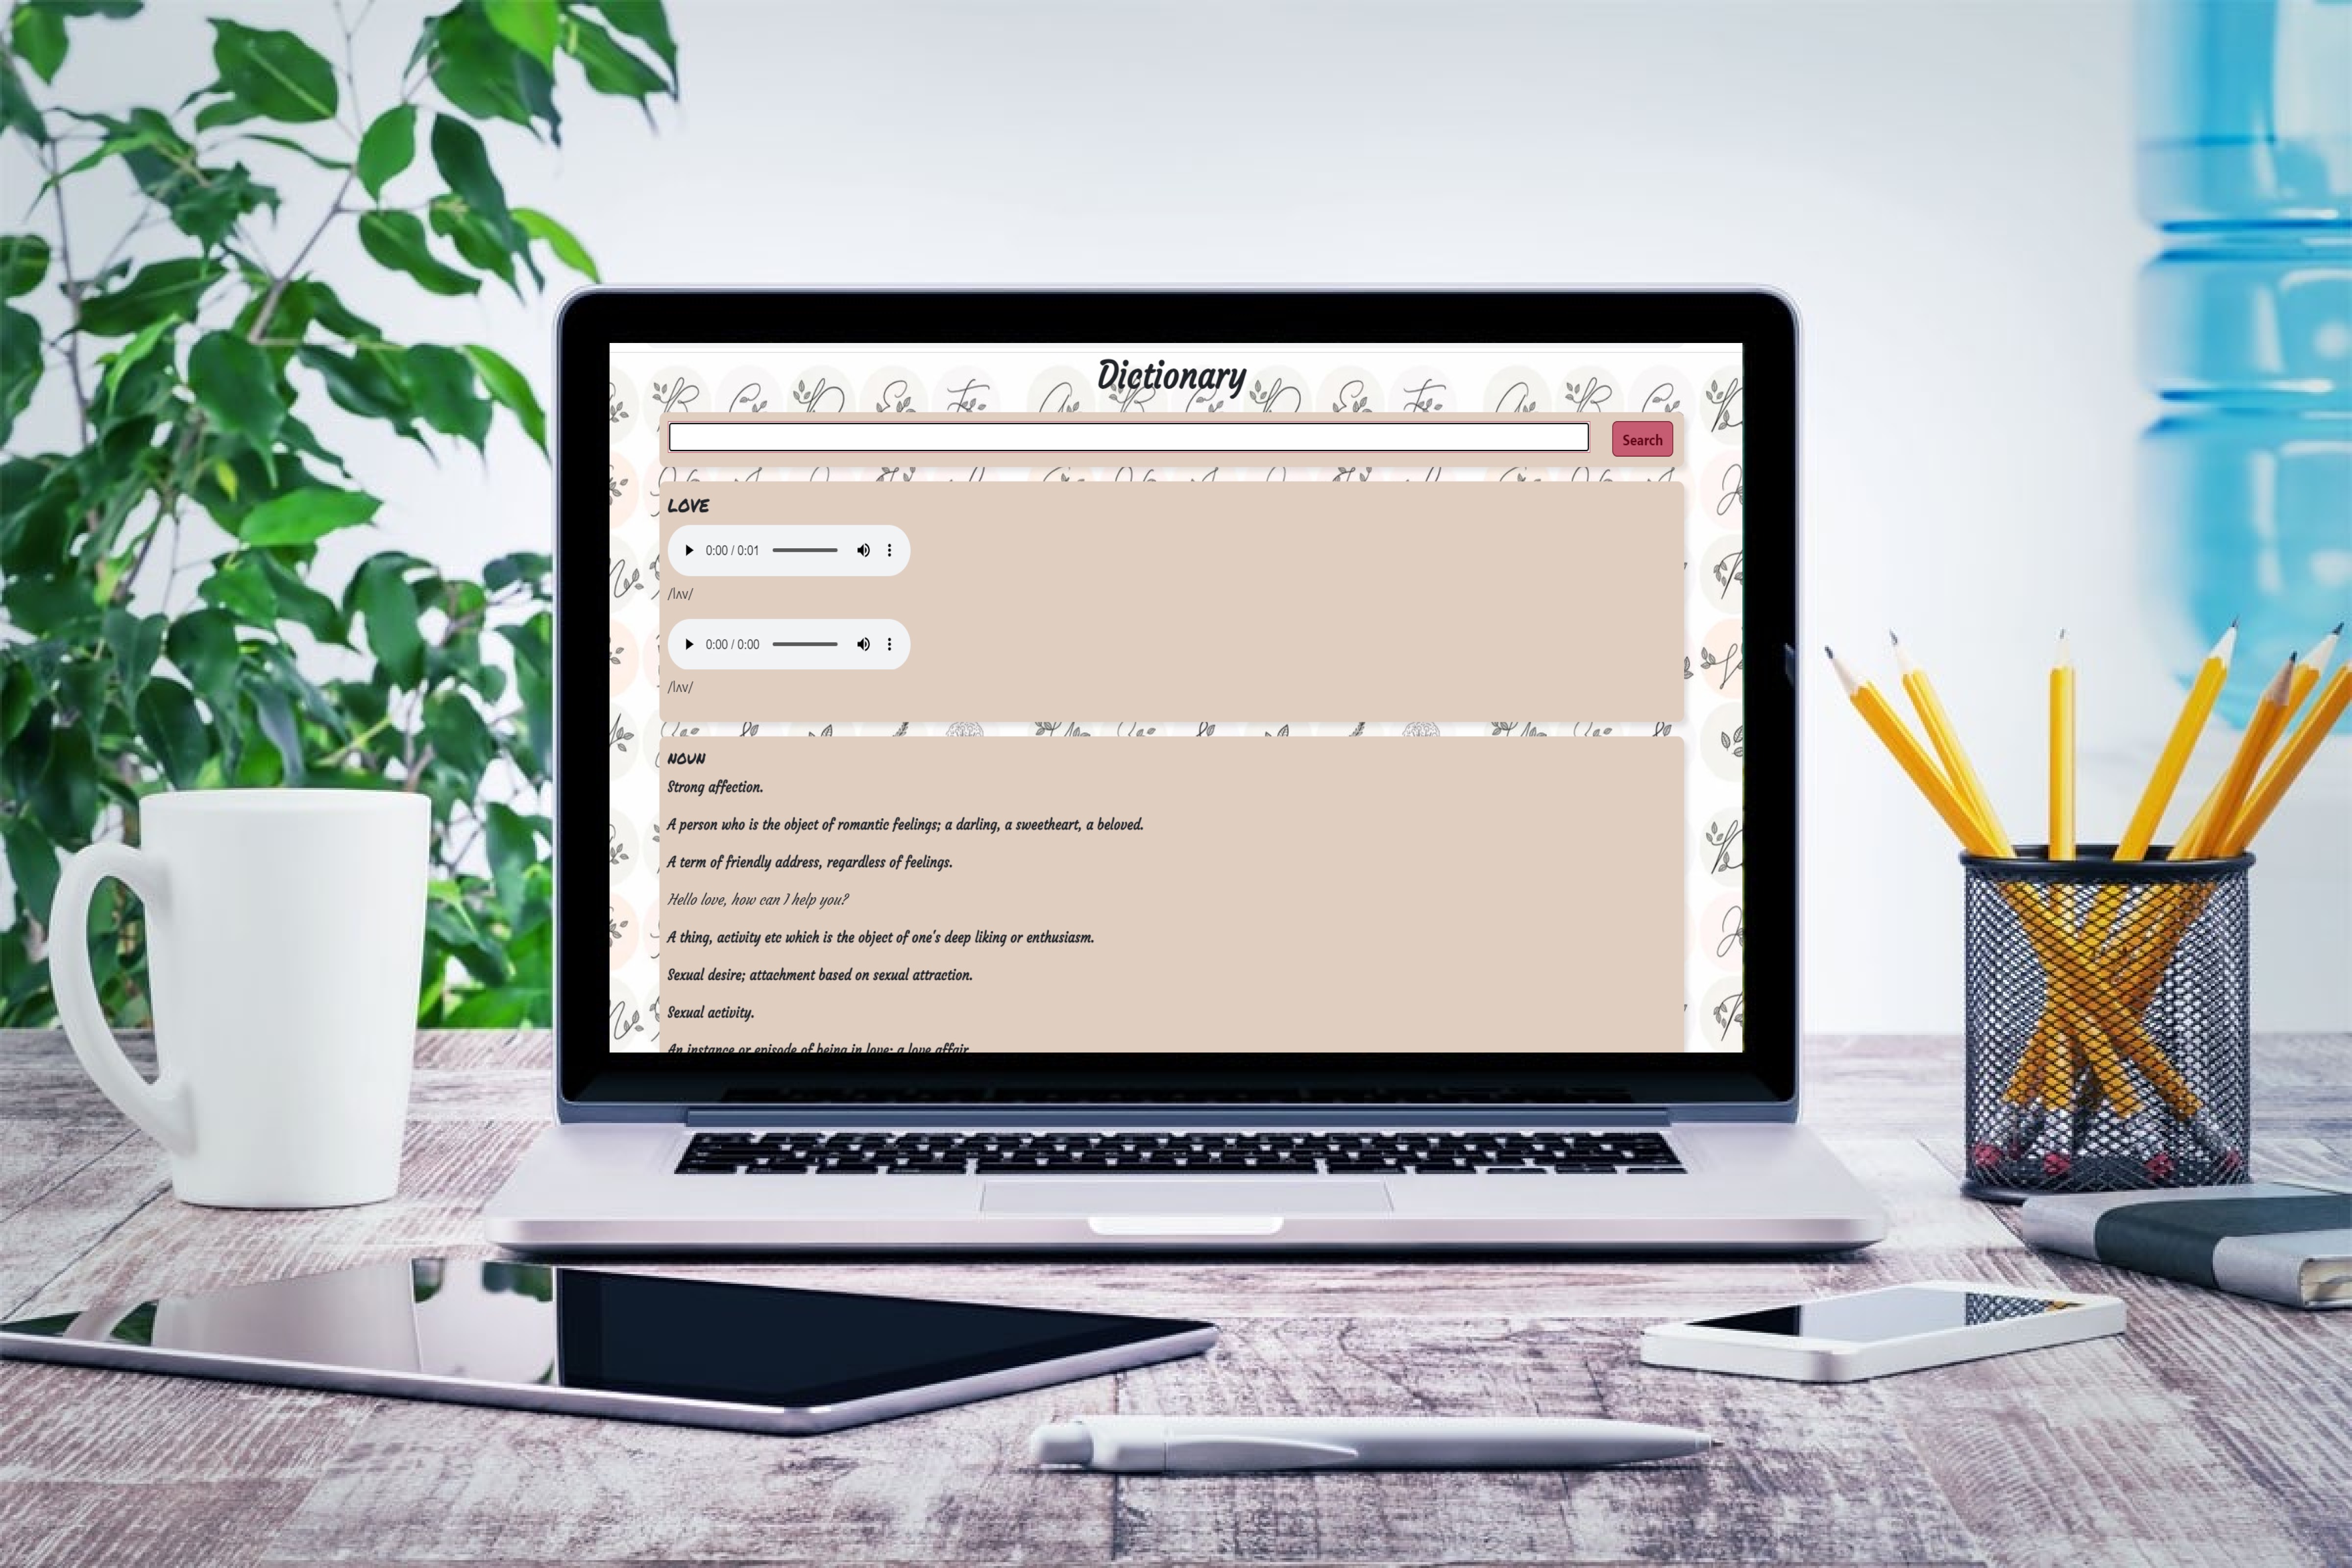 Dictionary
Search
LOVE
0:00 / 0:01
/lʌv/
0:00 / 0:00
/lʌv/
NOUN
Strong affection.
A person who is the object of romantic feelings; a darling, a sweetheart, a beloved.
A term of friendly address, regardless of feelings.
Hello love, how can I help you?
A thing, activity etc which is the object of one's deep liking or enthusiasm.
Sexual desire; attachment based on sexual attraction.
Sexual activity.
An instance or episode of being in love; a love affair.